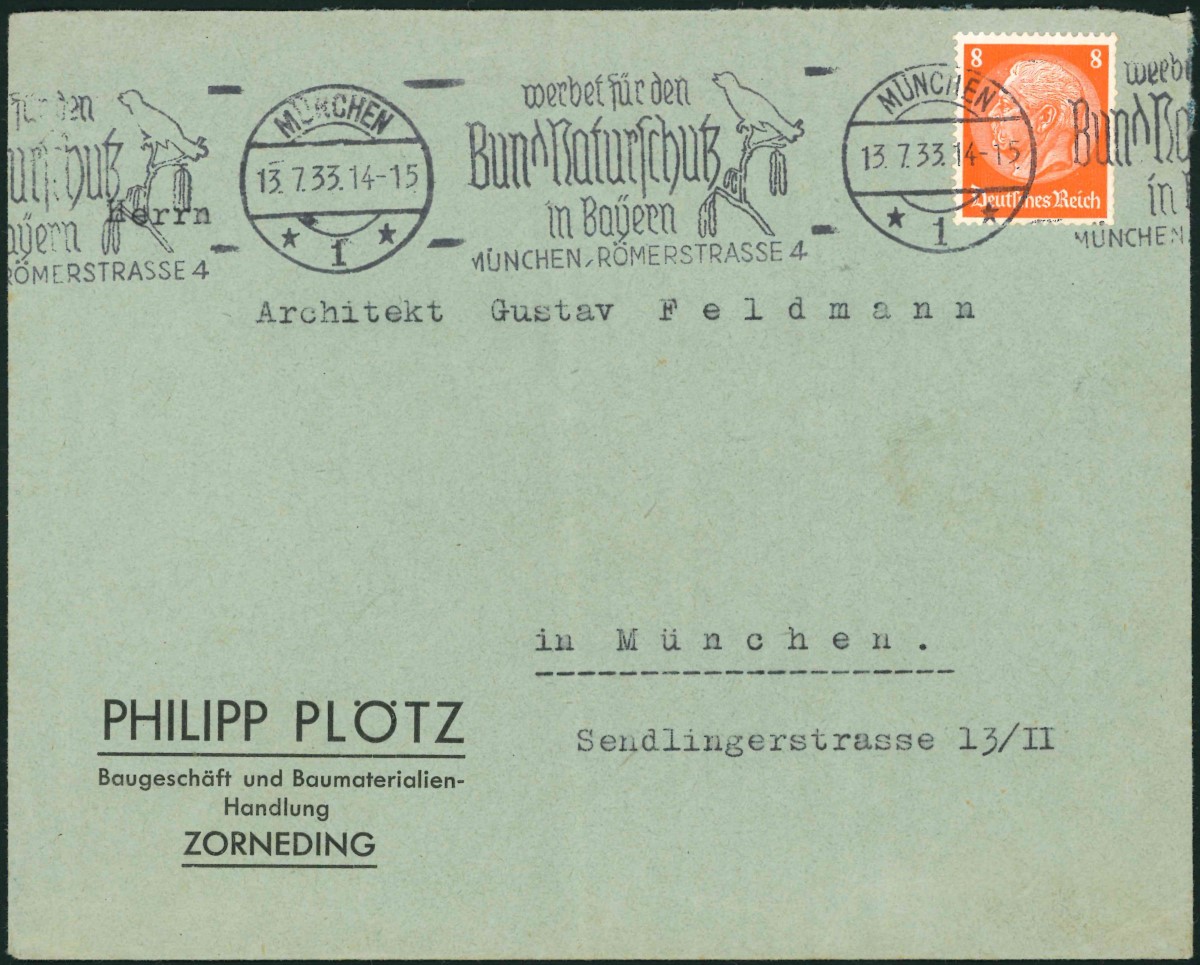 für den
Naturschutz
Bayern
RÖMERSTRASSE 4
MÜNCHEN
13.7.33.14-15
1
werbet für den
Bund Naturschutz
in Bayern
MÜNCHEN, RÖMERSTRASSE 4
MÜNCHEN
13.7.33.14-15
1
8 8
Deutsches Reich
werbet
Bund Na
in
MÜNCHEN,
Herrn
Architekt Gustav Feldmann
in München.
Sendlingerstrasse 13/II
PHILIPP PLÖTZ
Baugeschäft und Baumaterialien-
Handlung
ZORNEDING